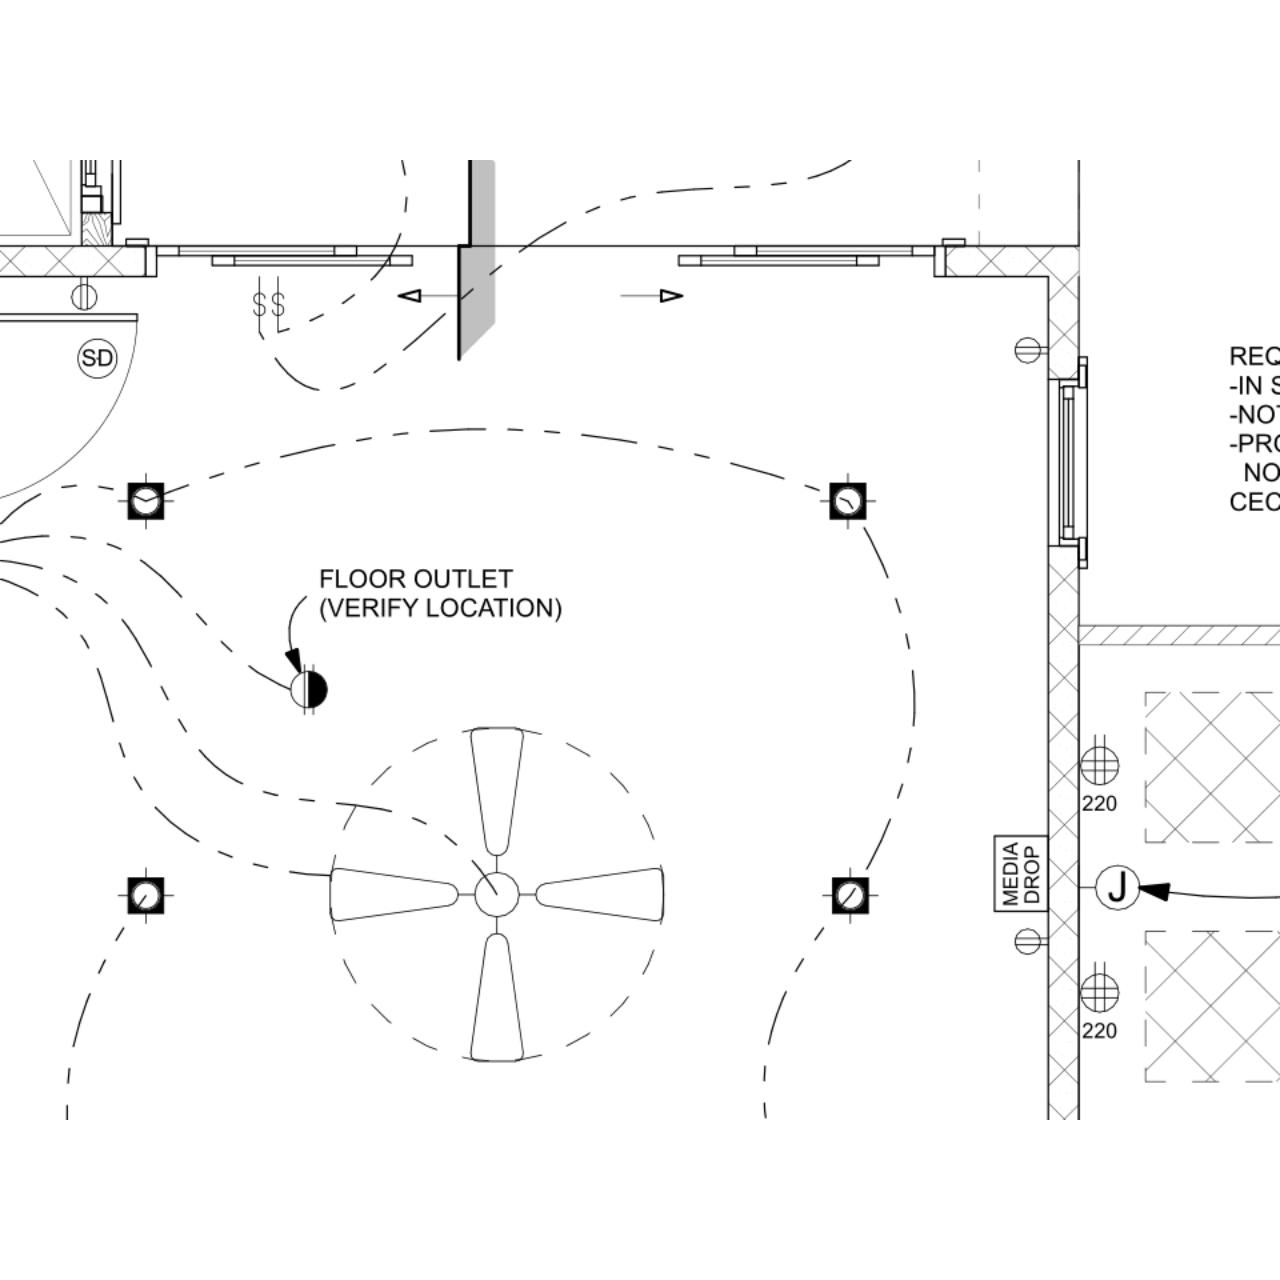 $$
SD
REQ
-IN S
-NOT
-PRO
NO
CEC
FLOOR OUTLET
(VERIFY LOCATION)
220
MEDIA
DROP
J
220